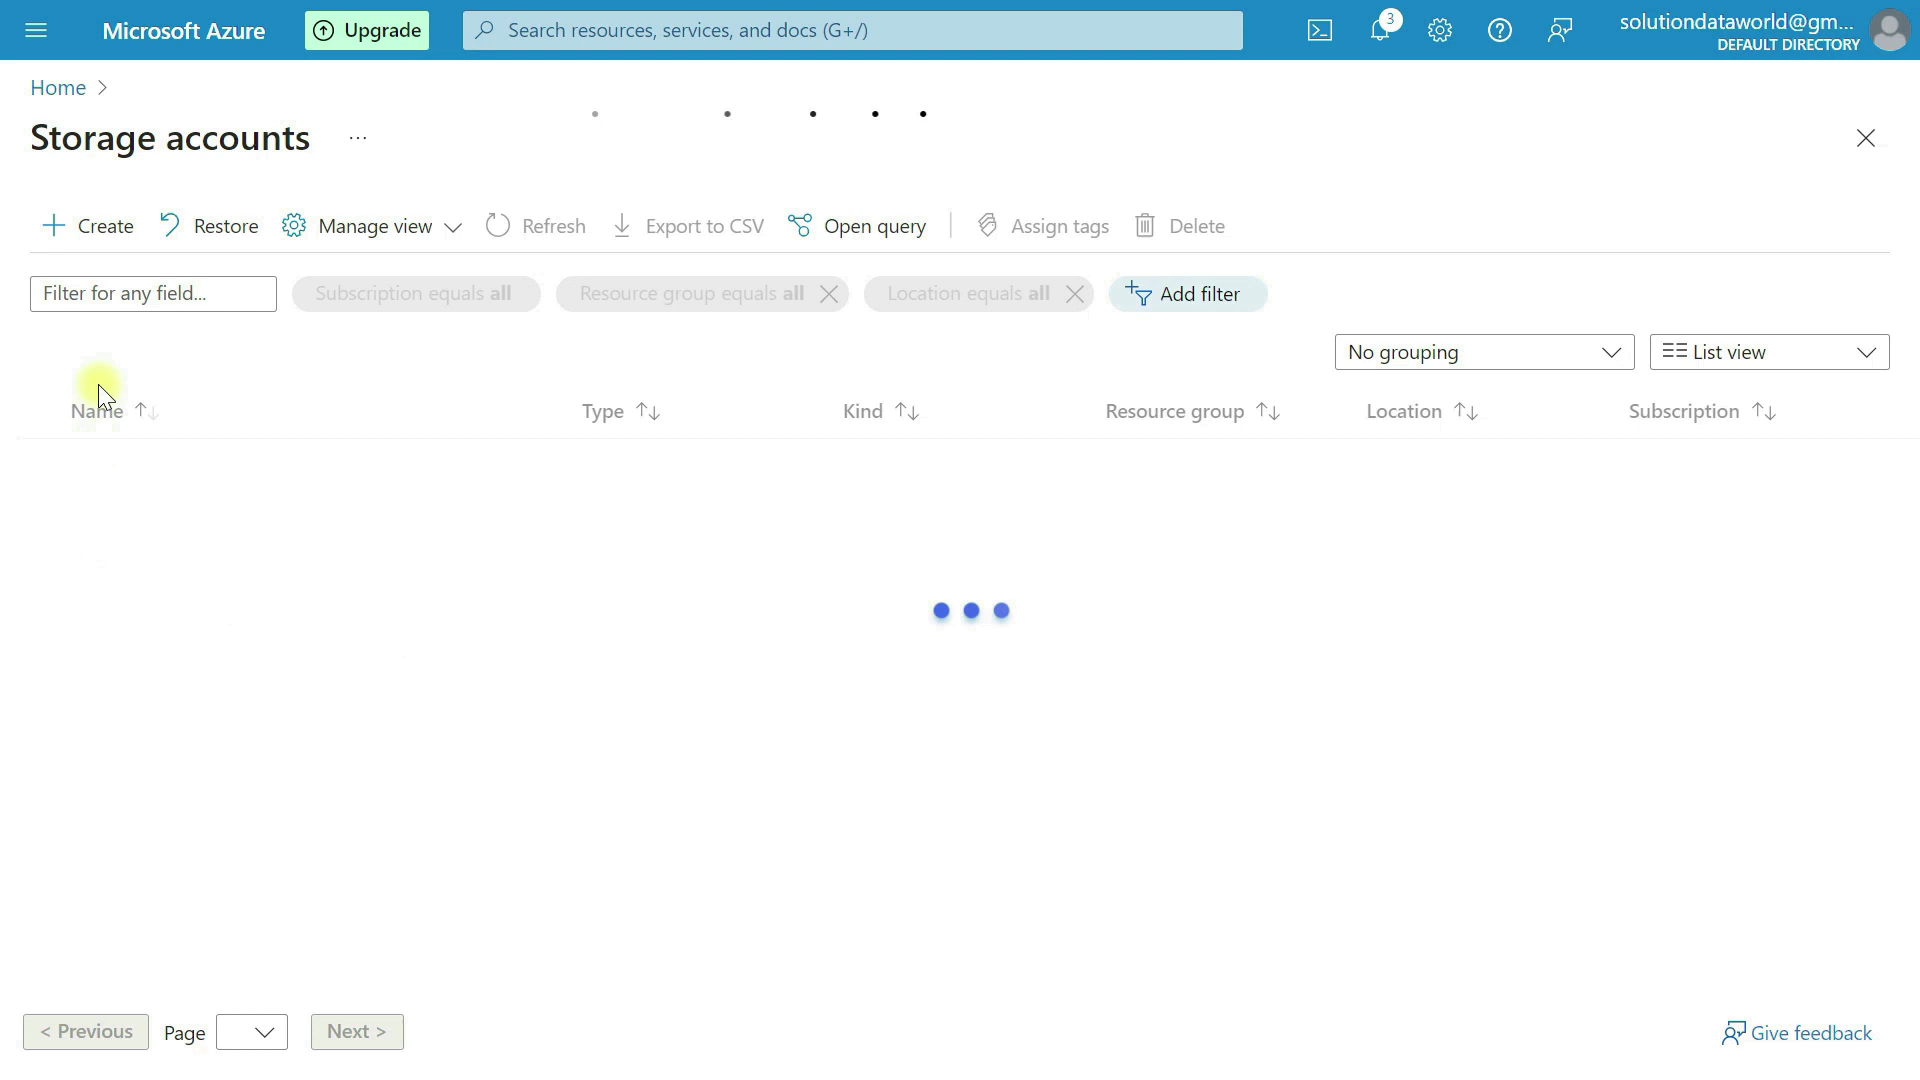 Microsoft Azure
Upgrade
Search resources, services, and docs (G+/)
3
solutiondataworld@gm...
DEFAULT DIRECTORY
Home
Storage accounts
...
Create
Restore
Manage view
Refresh
Export to CSV
Open query
Assign tags
Delete
Filter for any field...
Subscription equals all
Resource group equals all
Location equals all
Add filter
No grouping
List view
Name
Type
Kind
Resource group
Location
Subscription
< Previous
Page
Next >
Give feedback